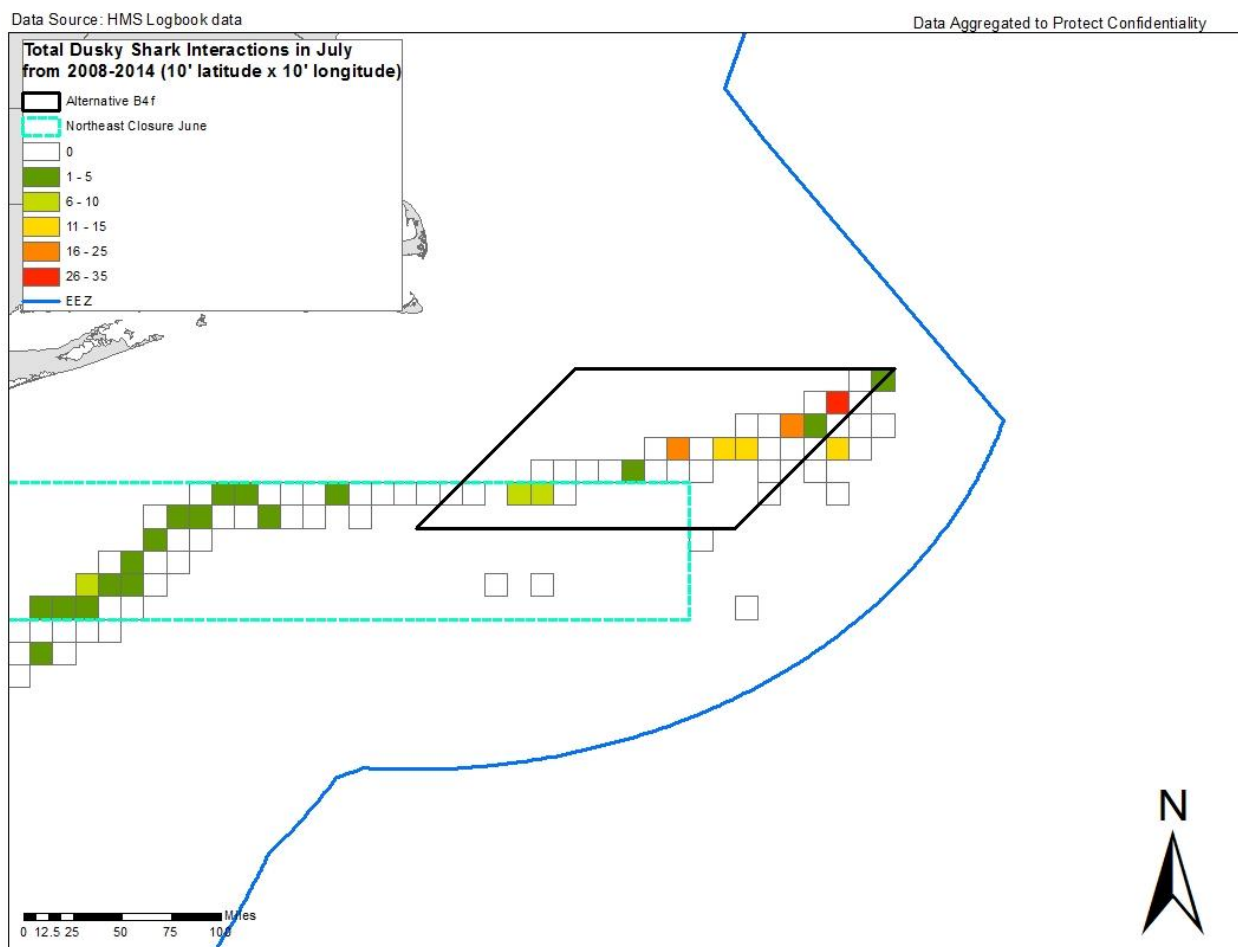 Data Source: HMS Logbook data
Data Aggregated to Protect Confidentiality
Total Dusky Shark Interactions in July
from 2008-2014 (10' latitude x 10' longitude)
Alternative B4f
Northeast Closure June
0
1 - 5
6 - 10
11 - 15
16 - 25
26 - 35
EEZ
N
Miles
0 12.5 25 50 75 100